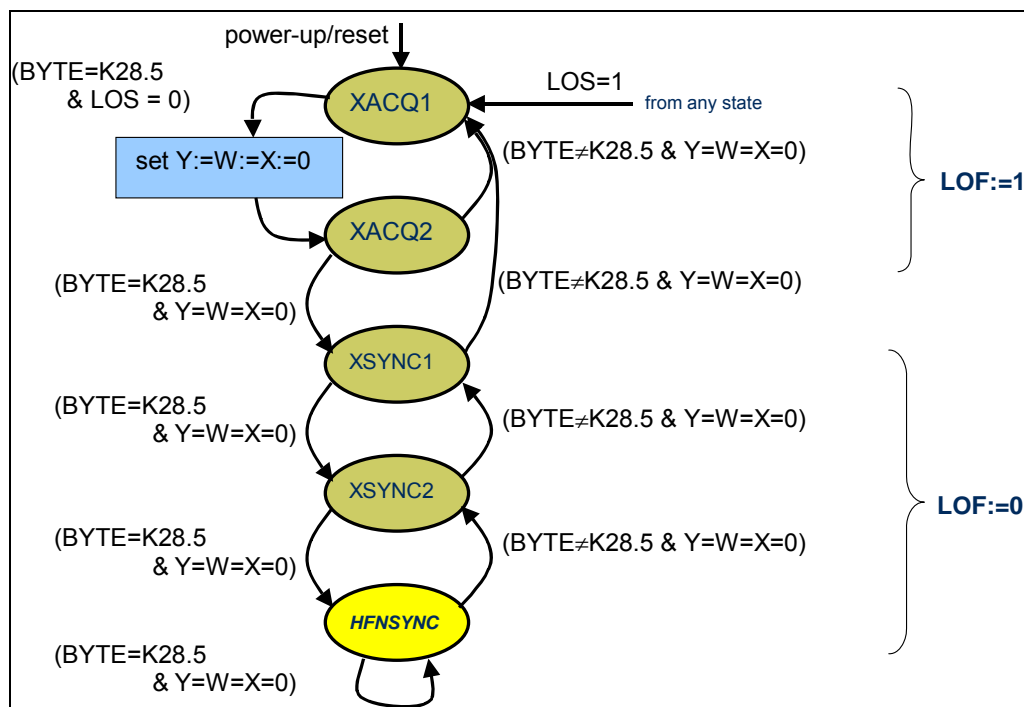 power-up/reset
(BYTE=K28.5
& LOS = 0)
XACQ1
LOS=1
from any state
set Y:=W:=X:=0
(BYTE≠K28.5 & Y=W=X=0)
LOF:=1
XACQ2
(BYTE=K28.5
& Y=W=X=0)
(BYTE≠K28.5 & Y=W=X=0)
XSYNC1
(BYTE=K28.5
& Y=W=X=0)
(BYTE≠K28.5 & Y=W=X=0)
XSYNC2
LOF:=0
(BYTE=K28.5
& Y=W=X=0)
(BYTE≠K28.5 & Y=W=X=0)
HFNSYNC
(BYTE=K28.5
& Y=W=X=0)